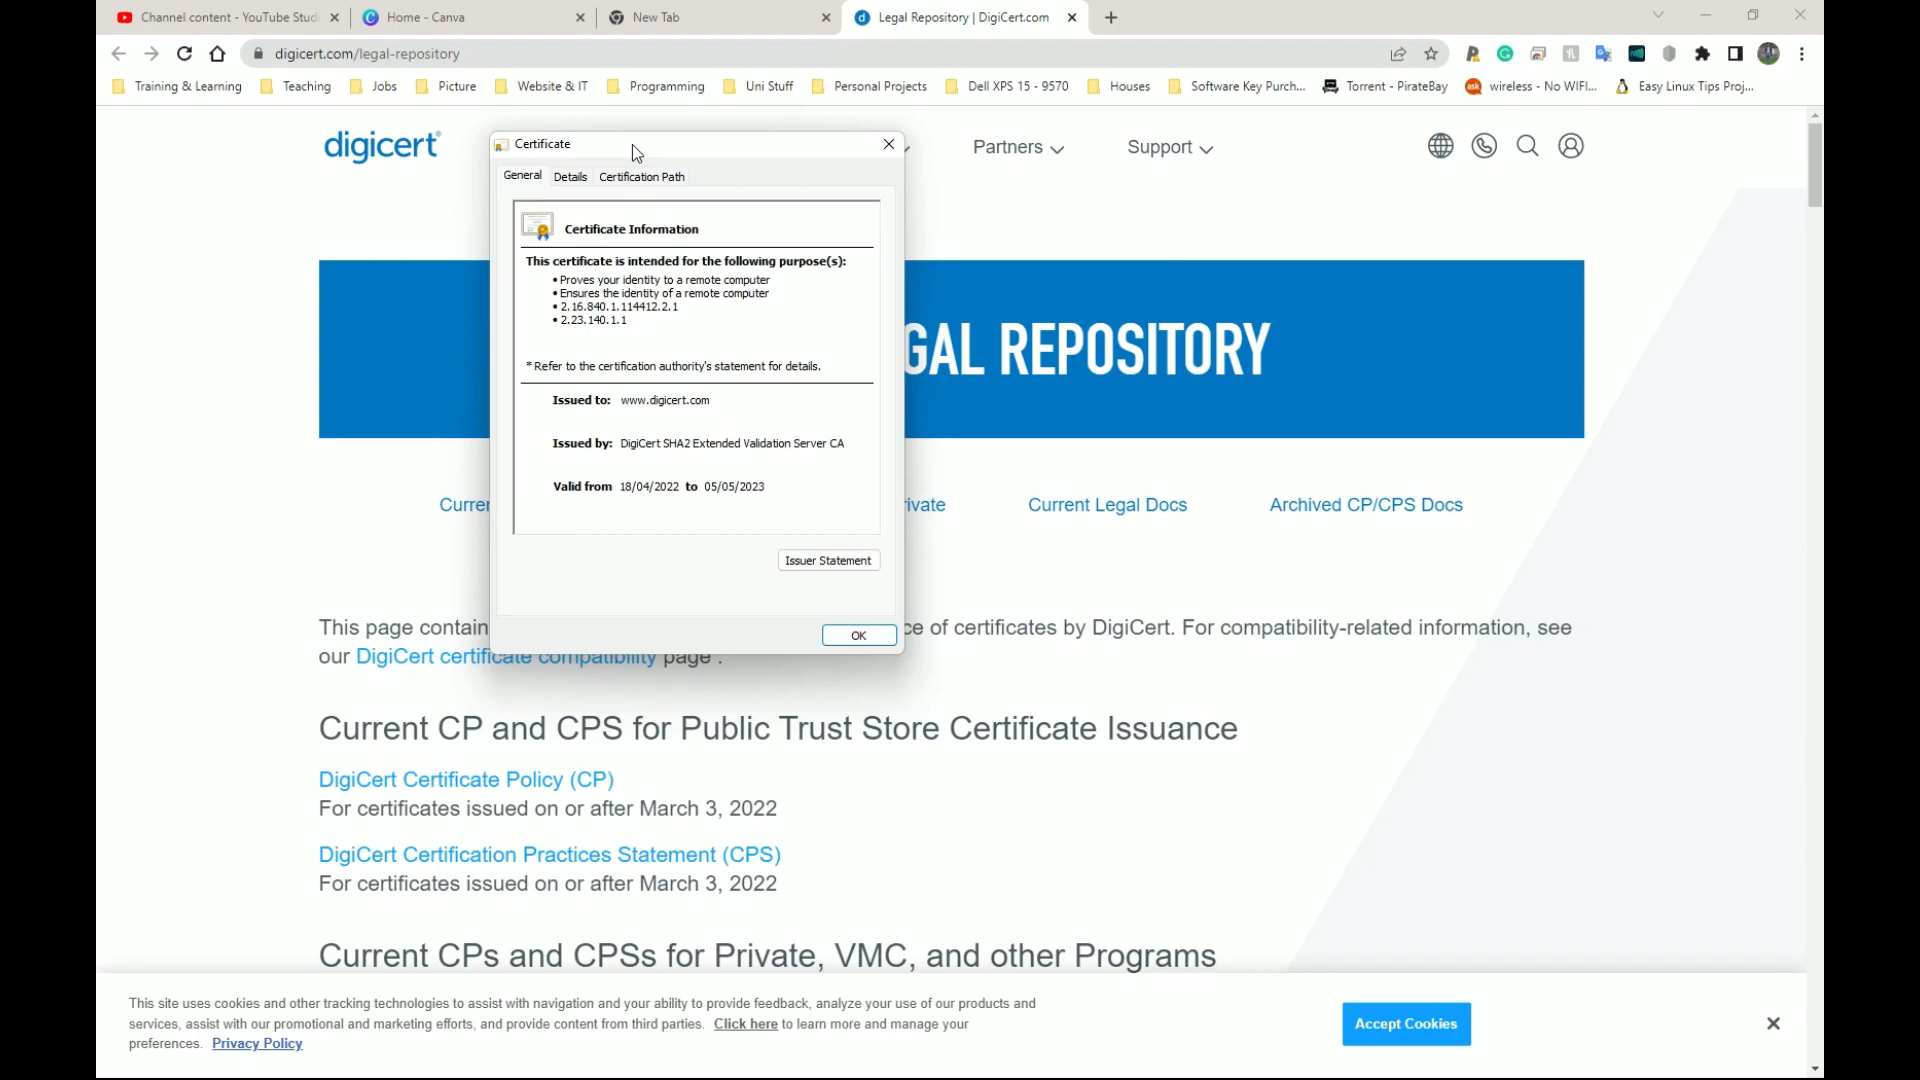 Channel content - YouTube Studi
Home - Canva
New Tab
Legal Repository | DigiCert.com
digicert.com/legal-repository
Training & Learning
Teaching
Jobs
Picture
Website & IT
Programming
Uni Stuff
Personal Projects
Dell XPS 15 - 9570
Houses
Software Key Purch...
Torrent - PirateBay
ask
wireless - No WIFI...
Easy Linux Tips Proj...
digicert®
Partners
Support
Certificate
General
Details
Certification Path
Certificate Information
This certificate is intended for the following purpose(s):
• Proves your identity to a remote computer
• Ensures the identity of a remote computer
• 2.16.840.1.114412.2.1
• 2.23.140.1.1
* Refer to the certification authority's statement for details.
Issued to: www.digicert.com
Issued by: DigiCert SHA2 Extended Validation Server CA
Valid from 18/04/2022 to 05/05/2023
Issuer Statement
OK
GAL REPOSITORY
Curren
rivate
Current Legal Docs
Archived CP/CPS Docs
This page contain
ce of certificates by DigiCert. For compatibility-related information, see
our DigiCert certificate compatibility page .
Current CP and CPS for Public Trust Store Certificate Issuance
DigiCert Certificate Policy (CP)
For certificates issued on or after March 3, 2022
DigiCert Certification Practices Statement (CPS)
For certificates issued on or after March 3, 2022
Current CPs and CPSs for Private, VMC, and other Programs
This site uses cookies and other tracking technologies to assist with navigation and your ability to provide feedback, analyze your use of our products and
services, assist with our promotional and marketing efforts, and provide content from third parties. Click here to learn more and manage your
preferences. Privacy Policy
Accept Cookies